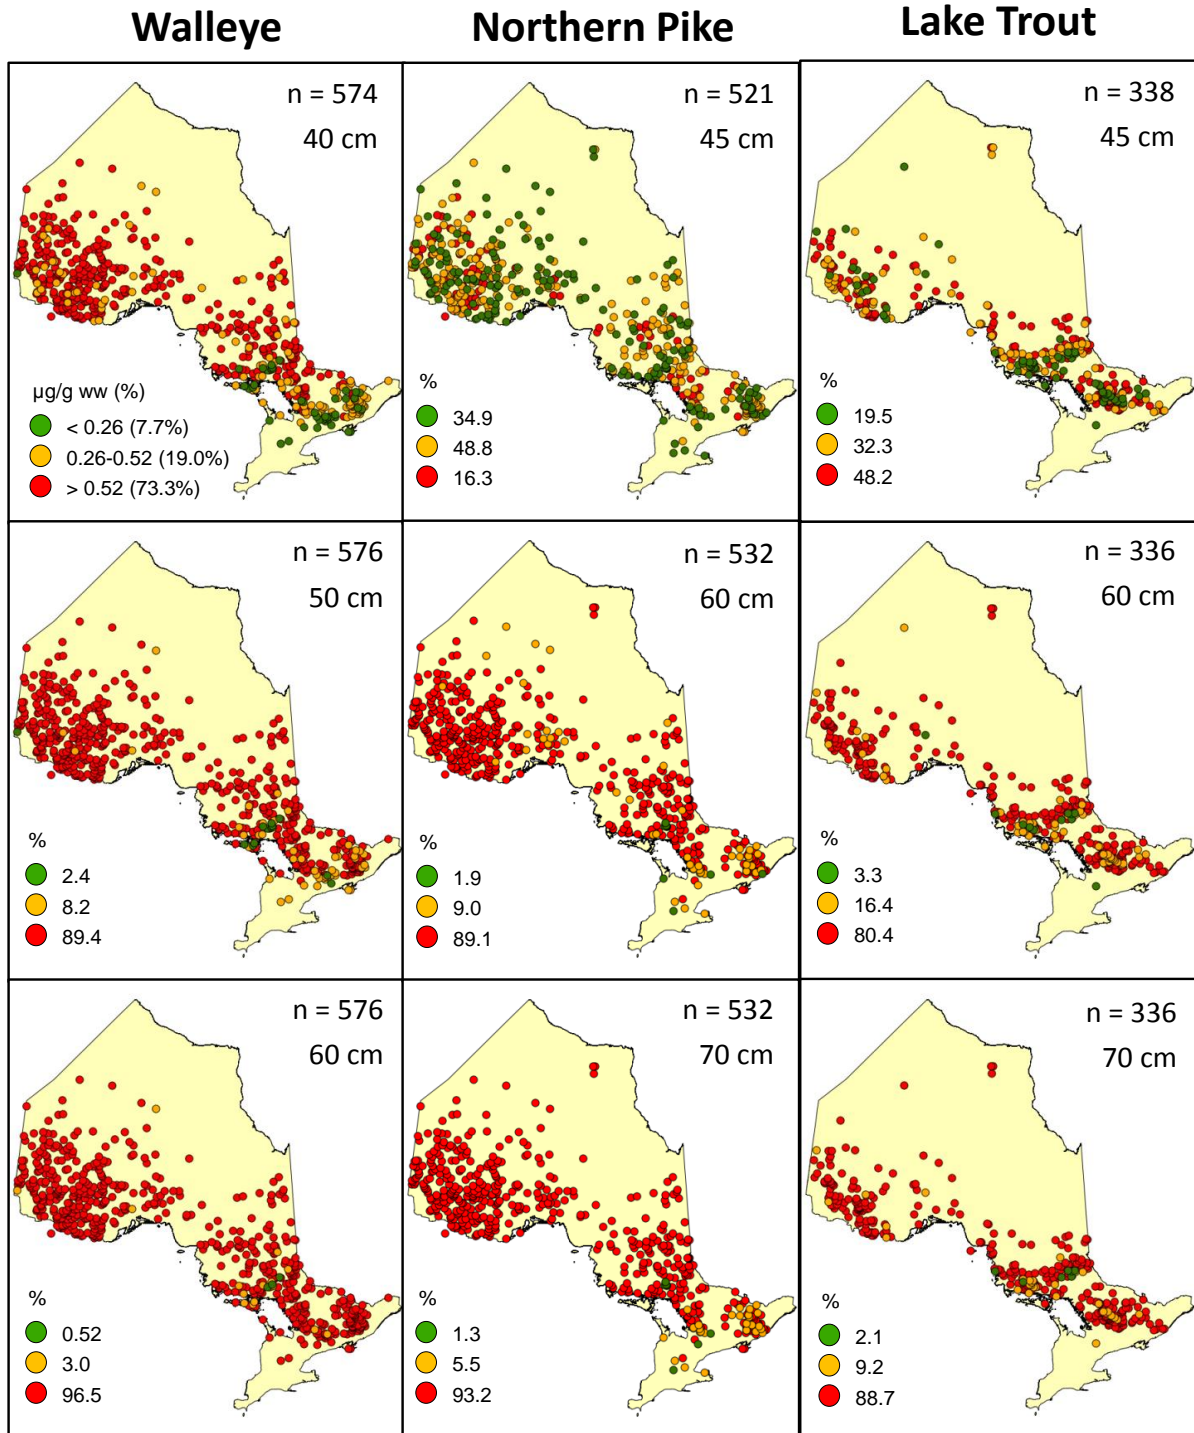 Walleye
Northern Pike
Lake Trout
n = 574
40 cm
µg/g ww (%)
< 0.26 (7.7%)
0.26-0.52 (19.0%)
> 0.52 (73.3%)
n = 521
45 cm
%
34.9
48.8
16.3
n = 338
45 cm
%
19.5
32.3
48.2
n = 576
50 cm
%
2.4
8.2
89.4
n = 532
60 cm
%
1.9
9.0
89.1
n = 336
60 cm
%
3.3
16.4
80.4
n = 576
60 cm
%
0.52
3.0
96.5
n = 532
70 cm
%
1.3
5.5
93.2
n = 336
70 cm
%
2.1
9.2
88.7